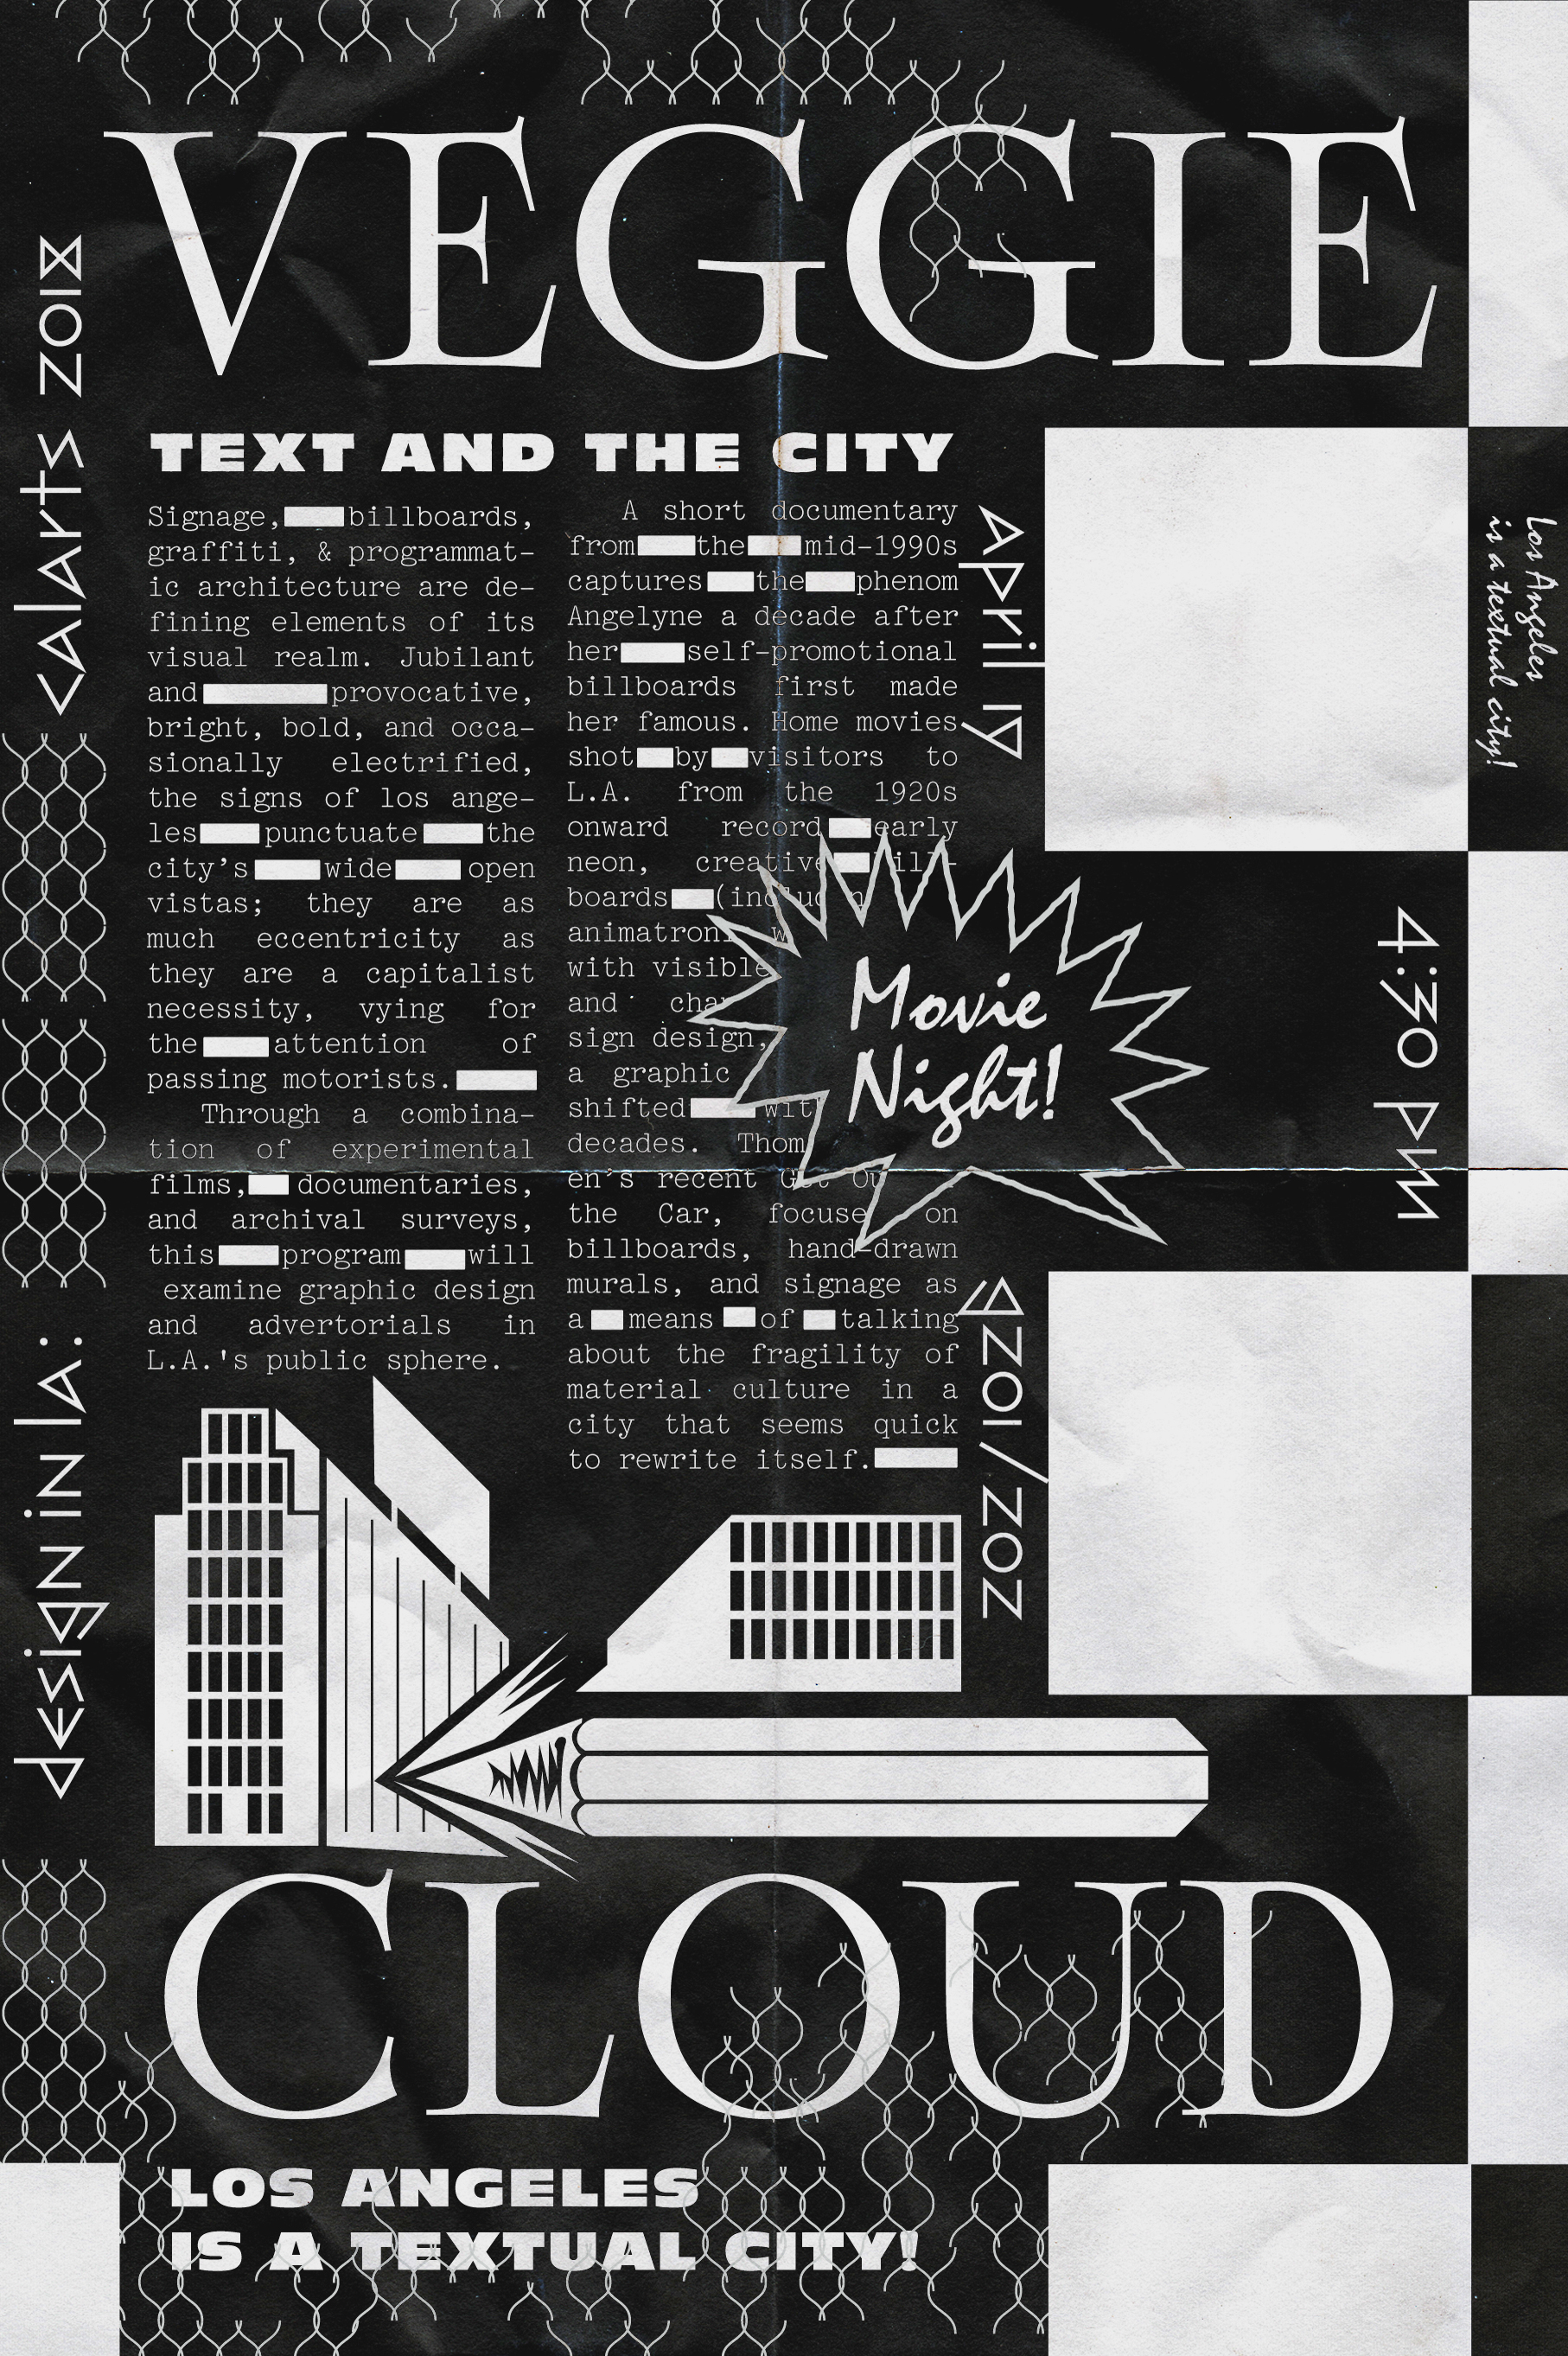 VEGGIE
calarts 2018
design in la:
TEXT AND THE CITY
Signage, billboards,
graffiti, & programmat-
ic architecture are de-
fining elements of its
visual realm. Jubilant
and provocative,
bright, bold, and occa-
sionally electrified,
the signs of los ange-
les punctuate the
city's wide open
vistas; they are as
much eccentricity as
they are a capitalist
necessity, vying for
the attention of
passing motorists.
Through a combina-
tion of experimental
films, documentaries,
and archival surveys,
this program will
examine graphic design
and advertorials in
L.A.'s public sphere.
A short documentary
from the mid-1990s
captures the phenom
Angelyne a decade after
her self-promotional
billboards first made
her famous. Home movies
shot by visitors to
L.A. from the 1920s
onward record early
neon, creative
boards
with visible
and
sign design,
a graphic
shifted
decades.
en's recent Get Ou
the Car, focuse on
billboards, hand-drawn
murals, and signage as
a means of talking
about the fragility of
material culture in a
city that seems quick
to rewrite itself.
April 19
4:30 pm
@201/202
Los Angeles
is a textual city!
Movie
Night!
CLOUD
LOS ANGELES
IS A TEXTUAL CITY!